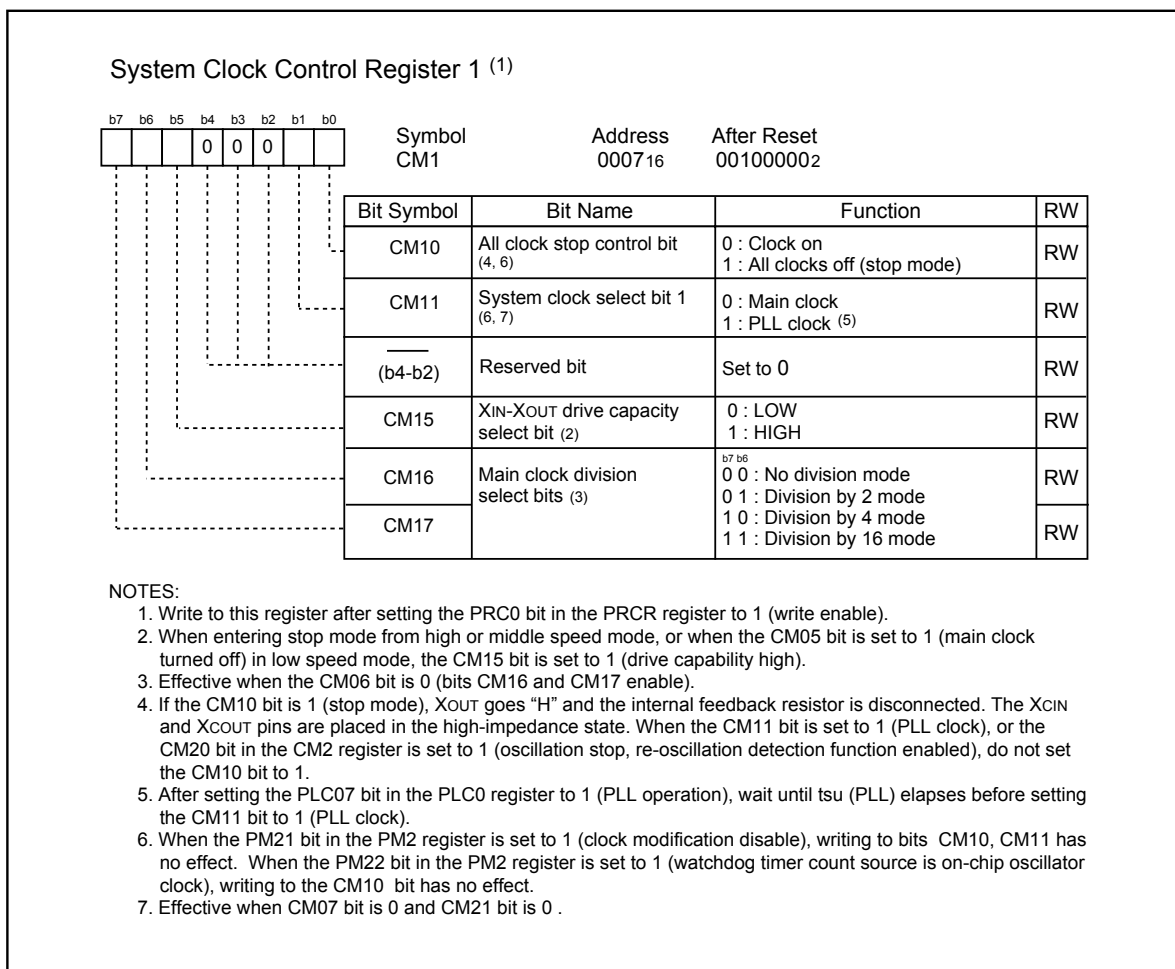 System Clock Control Register 1 (1)
b7 b6 b5 b4 b3 b2 b1 b0
0 0 0
Symbol Address After Reset
CM1 000716 001000002
Bit Symbol Bit Name Function RW
CM10 All clock stop control bit (4, 6) 0 : Clock on
1 : All clocks off (stop mode) RW
CM11 System clock select bit 1 (6, 7) 0 : Main clock
1 : PLL clock (5) RW
(b4-b2) Reserved bit Set to 0 RW
CM15 XIN-XOUT drive capacity select bit (2) 0 : LOW
1 : HIGH RW
CM16 Main clock division select bits (3) b7 b6
0 0 : No division mode RW
0 1 : Division by 2 mode
CM17 1 0 : Division by 4 mode
1 1 : Division by 16 mode RW
NOTES:
1. Write to this register after setting the PRC0 bit in the PRCR register to 1 (write enable).
2. When entering stop mode from high or middle speed mode, or when the CM05 bit is set to 1 (main clock
turned off) in low speed mode, the CM15 bit is set to 1 (drive capability high).
3. Effective when the CM06 bit is 0 (bits CM16 and CM17 enable).
4. If the CM10 bit is 1 (stop mode), XOUT goes “H” and the internal feedback resistor is disconnected. The XCIN
and XCOUT pins are placed in the high-impedance state. When the CM11 bit is set to 1 (PLL clock), or the
CM20 bit in the CM2 register is set to 1 (oscillation stop, re-oscillation detection function enabled), do not set
the CM10 bit to 1.
5. After setting the PLC07 bit in the PLC0 register to 1 (PLL operation), wait until tsu (PLL) elapses before setting
the CM11 bit to 1 (PLL clock).
6. When the PM21 bit in the PM2 register is set to 1 (clock modification disable), writing to bits CM10, CM11 has
no effect. When the PM22 bit in the PM2 register is set to 1 (watchdog timer count source is on-chip oscillator
clock), writing to the CM10 bit has no effect.
7. Effective when CM07 bit is 0 and CM21 bit is 0 .